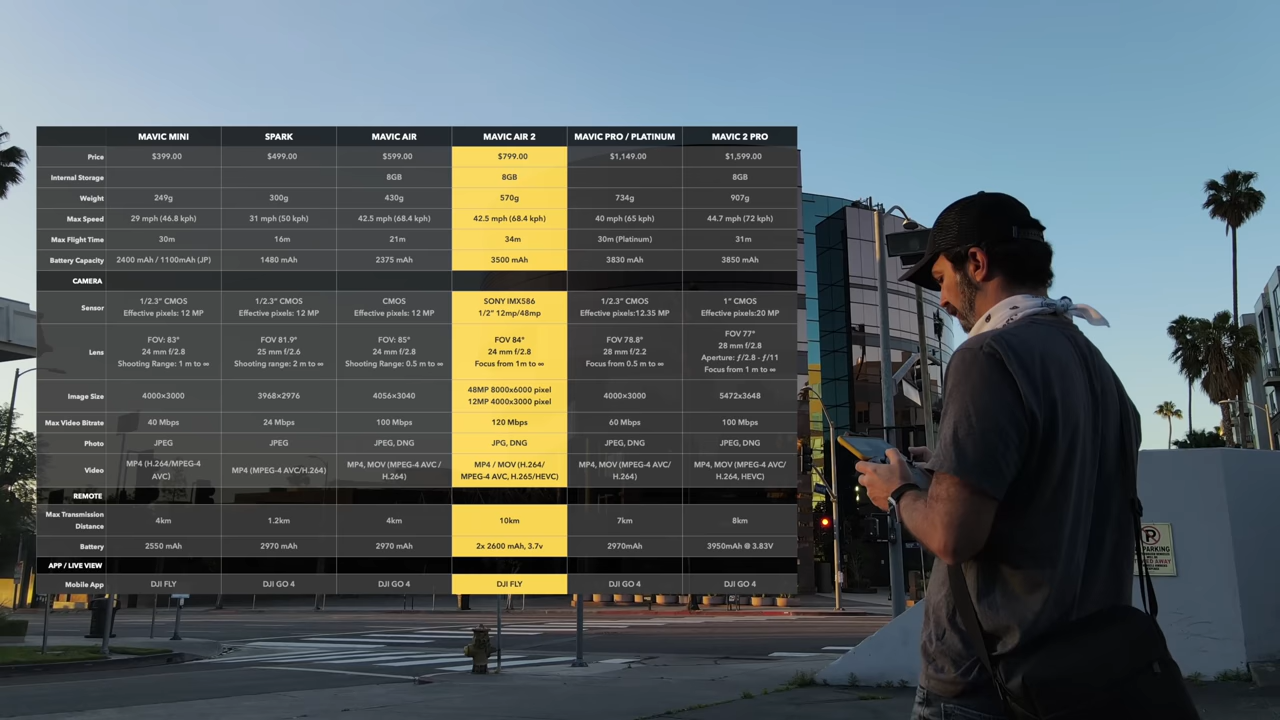 MAVIC MINI SPARK MAVIC AIR MAVIC AIR 2 MAVIC PRO / PLATINUM MAVIC 2 PRO
Price $399.00 $499.00 $599.00 $799.00 $1,149.00 $1,599.00
Internal Storage 8GB 8GB 8GB
Weight 249g 300g 430g 570g 734g 907g
Max Speed 29 mph (46.8 kph) 31 mph (50 kph) 42.5 mph (68.4 kph) 42.5 mph (68.4 kph) 40 mph (65 kph) 44.7 mph (72 kph)
Max Flight Time 30m 16m 21m 34m 30m (Platinum) 31m
Battery Capacity 2400 mAh / 1100mAh (JP) 1480 mAh 2375 mAh 3500 mAh 3830 mAh 3850 mAh
CAMERA
Sensor
1/2.3" CMOS
Effective pixels: 12 MP
1/2.3" CMOS
Effective pixels: 12 MP
CMOS
Effective pixels: 12 MP
SONY IMX586
1/2" 12mp/48mp
1/2.3" CMOS
Effective pixels:12.35 MP
1" CMOS
Effective pixels:20 MP
Lens
FOV: 83°
24 mm f/2.8
Shooting Range: 1 m to ∞
FOV 81.9°
25 mm f/2.6
Shooting range: 2 m to ∞
FOV: 85°
24 mm f/2.8
Shooting Range: 0.5 m to ∞
FOV 84°
24 mm f/2.8
Focus from 1m to ∞
FOV 78.8°
28 mm f/2.2
Focus from 0.5 m to ∞
FOV 77°
28 mm f/2.8
Aperture: ƒ/2.8 - ƒ/11
Focus from 1 m to ∞
Image Size 4000×3000 3968×2976 4056×3040
48MP 8000x6000 pixel
12MP 4000x3000 pixel
4000×3000 5472x3648
Max Video Bitrate 40 Mbps 24 Mbps 100 Mbps 120 Mbps 60 Mbps 100 Mbps
Photo JPEG JPEG JPEG, DNG JPG, DNG JPEG, DNG JPEG, DNG
Video
MP4 (H.264/MPEG-4
AVC)
MP4 (MPEG-4 AVC/H.264)
MP4, MOV (MPEG-4 AVC /
H.264)
MP4 / MOV (H.264/
MPEG-4 AVC, H.265/HEVC)
MP4, MOV (MPEG-4 AVC/
H.264)
MP4, MOV (MPEG-4 AVC/
H.264, HEVC)
REMOTE
Max Transmission
Distance
4km 1.2km 4km 10km 7km 8km
Battery 2550 mAh 2970 mAh 2970 mAh 2x 2600 mAh, 3.7v 2970mAh 3950mAh @ 3.83V
APP / LIVE VIEW
Mobile App DJI FLY DJI GO 4 DJI GO 4 DJI FLY DJI GO 4 DJI GO 4
PARKING